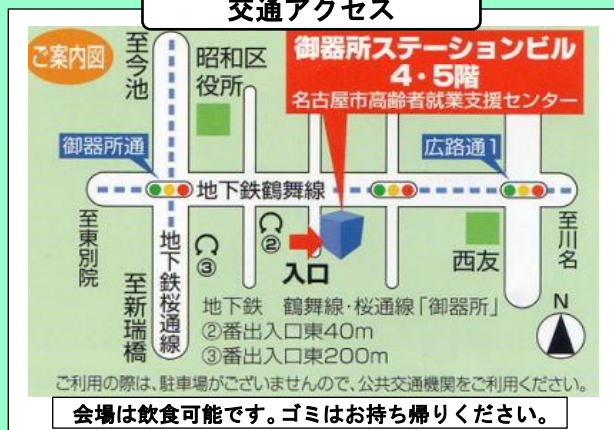 交通アクセス
ご案内図
至今池
昭和区
役所
御器所ステーションビル
4・5階
名古屋市高齢者就業支援センター
御器所通
広路通1
地下鉄鶴舞線
至東別院
地下鉄桜通線
至新瑞橋
③
②
入口
西友
至川名
N
地下鉄 鶴舞線・桜通線「御器所」
②番出入口東40m
③番出入口東200m
ご利用の際は、駐車場がございませんので、公共交通機関をご利用ください。
会場は飲食可能です。ゴミはお持ち帰りください。